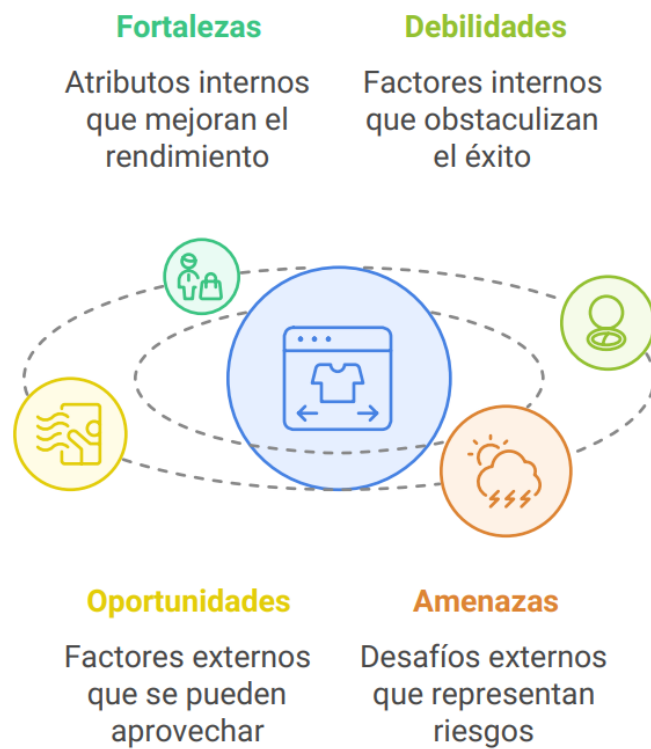 Fortalezas
Atributos internos
que mejoran el
rendimiento
Debilidades
Factores internos
que obstaculizan
el éxito
Oportunidades
Factores externos
que se pueden
aprovechar
Amenazas
Desafíos externos
que representan
riesgos